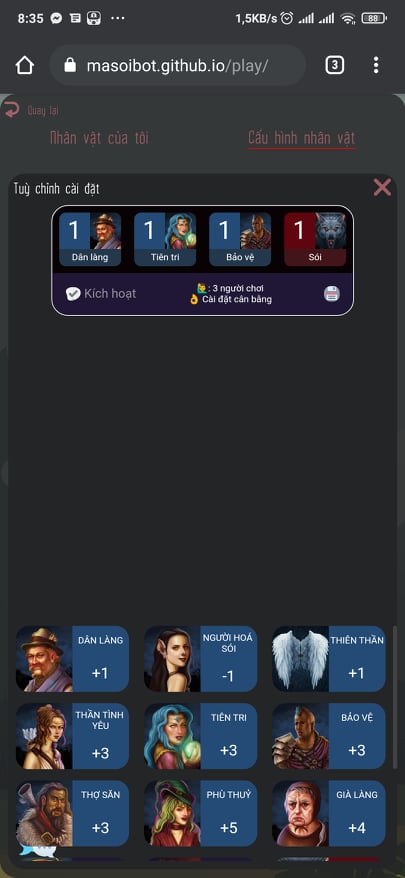 8:35
1,5KB/s
88
masoibot.github.io/play/
3
Quay lại
Nhân vật của tôi
Cấu hình nhân vật
Tuỳ chỉnh cài đặt
1
1
1
1
Dân làng
Tiên tri
Bảo vệ
Sói
Kích hoạt
: 3 người chơi
Cài đặt cân bằng
DÂN LÀNG
+1
NGƯỜI HOÁ
SÓI
-1
THIÊN THẦN
+1
THẦN TÌNH
YÊU
+3
TIÊN TRI
+3
BẢO VỆ
+3
THỢ SĂN
+3
PHÙ THUỶ
+5
GIÀ LÀNG
+4